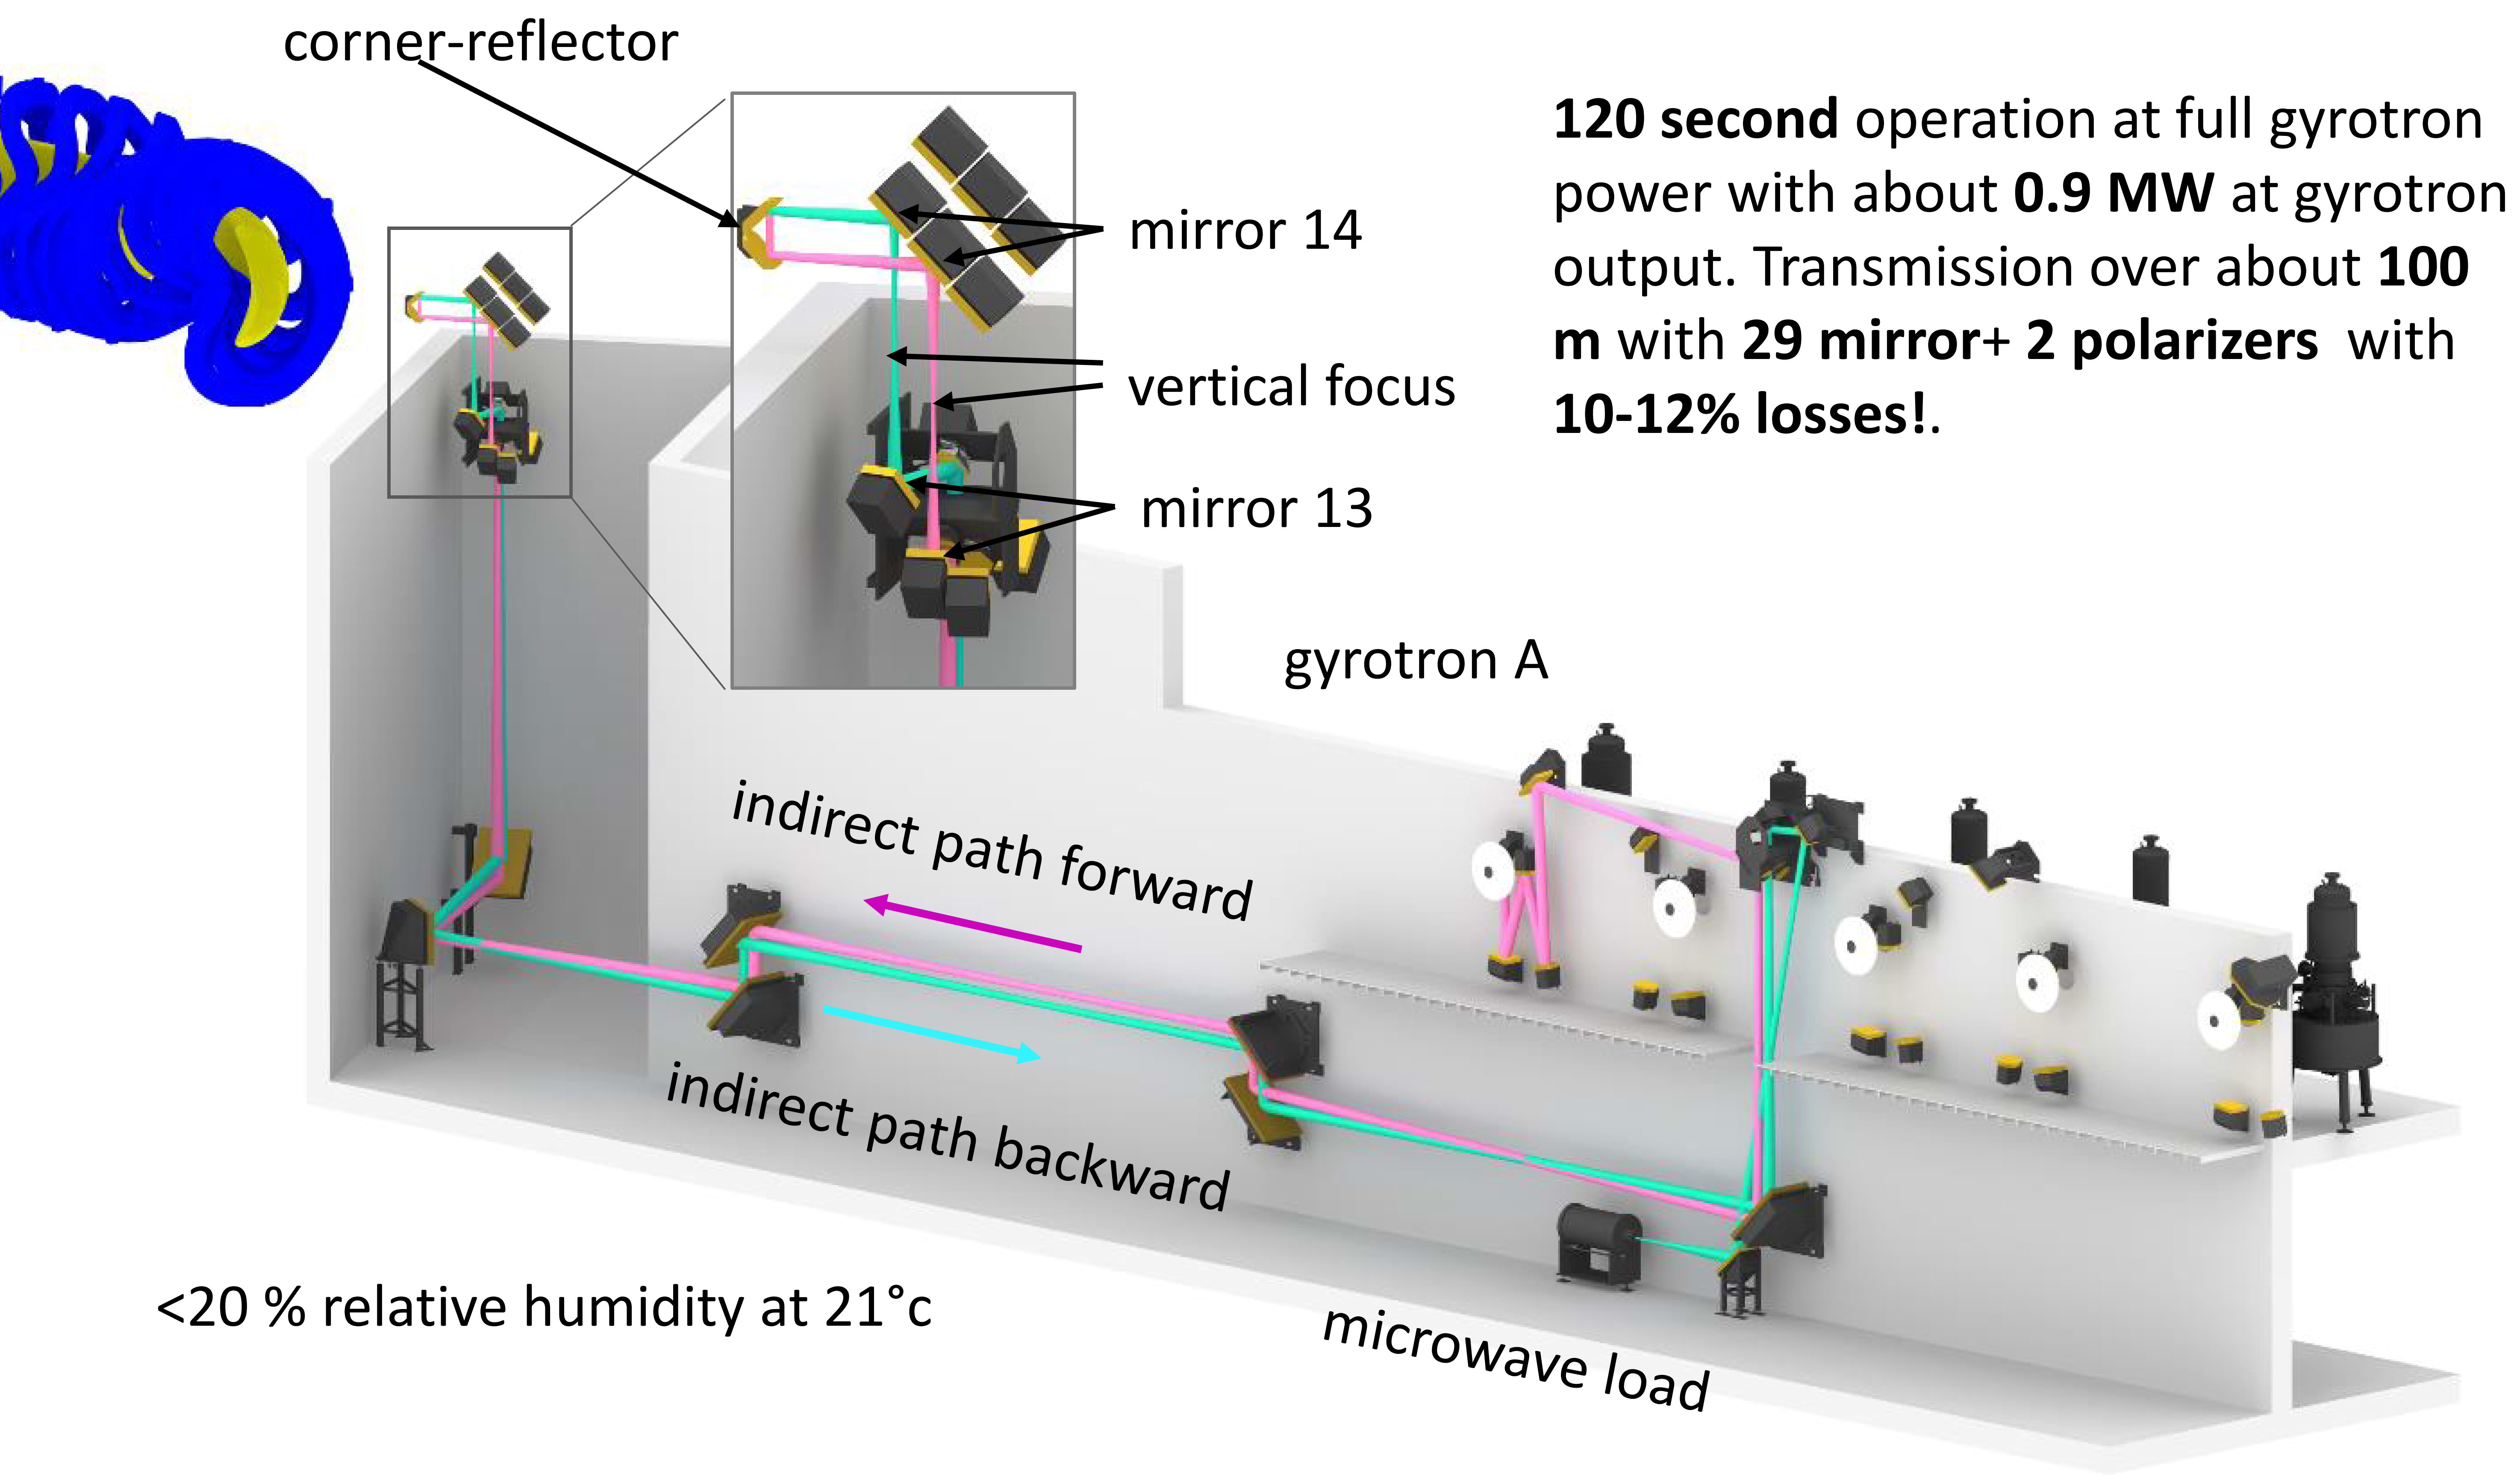 corner-reflector
120 second operation at full gyrotron
power with about 0.9 MW at gyrotron
output. Transmission over about 100
m with 29 mirror+ 2 polarizers with
10-12% losses!.
mirror 14
vertical focus
mirror 13
gyrotron A
indirect path forward
indirect path backward
<20 % relative humidity at 21°c
microwave load